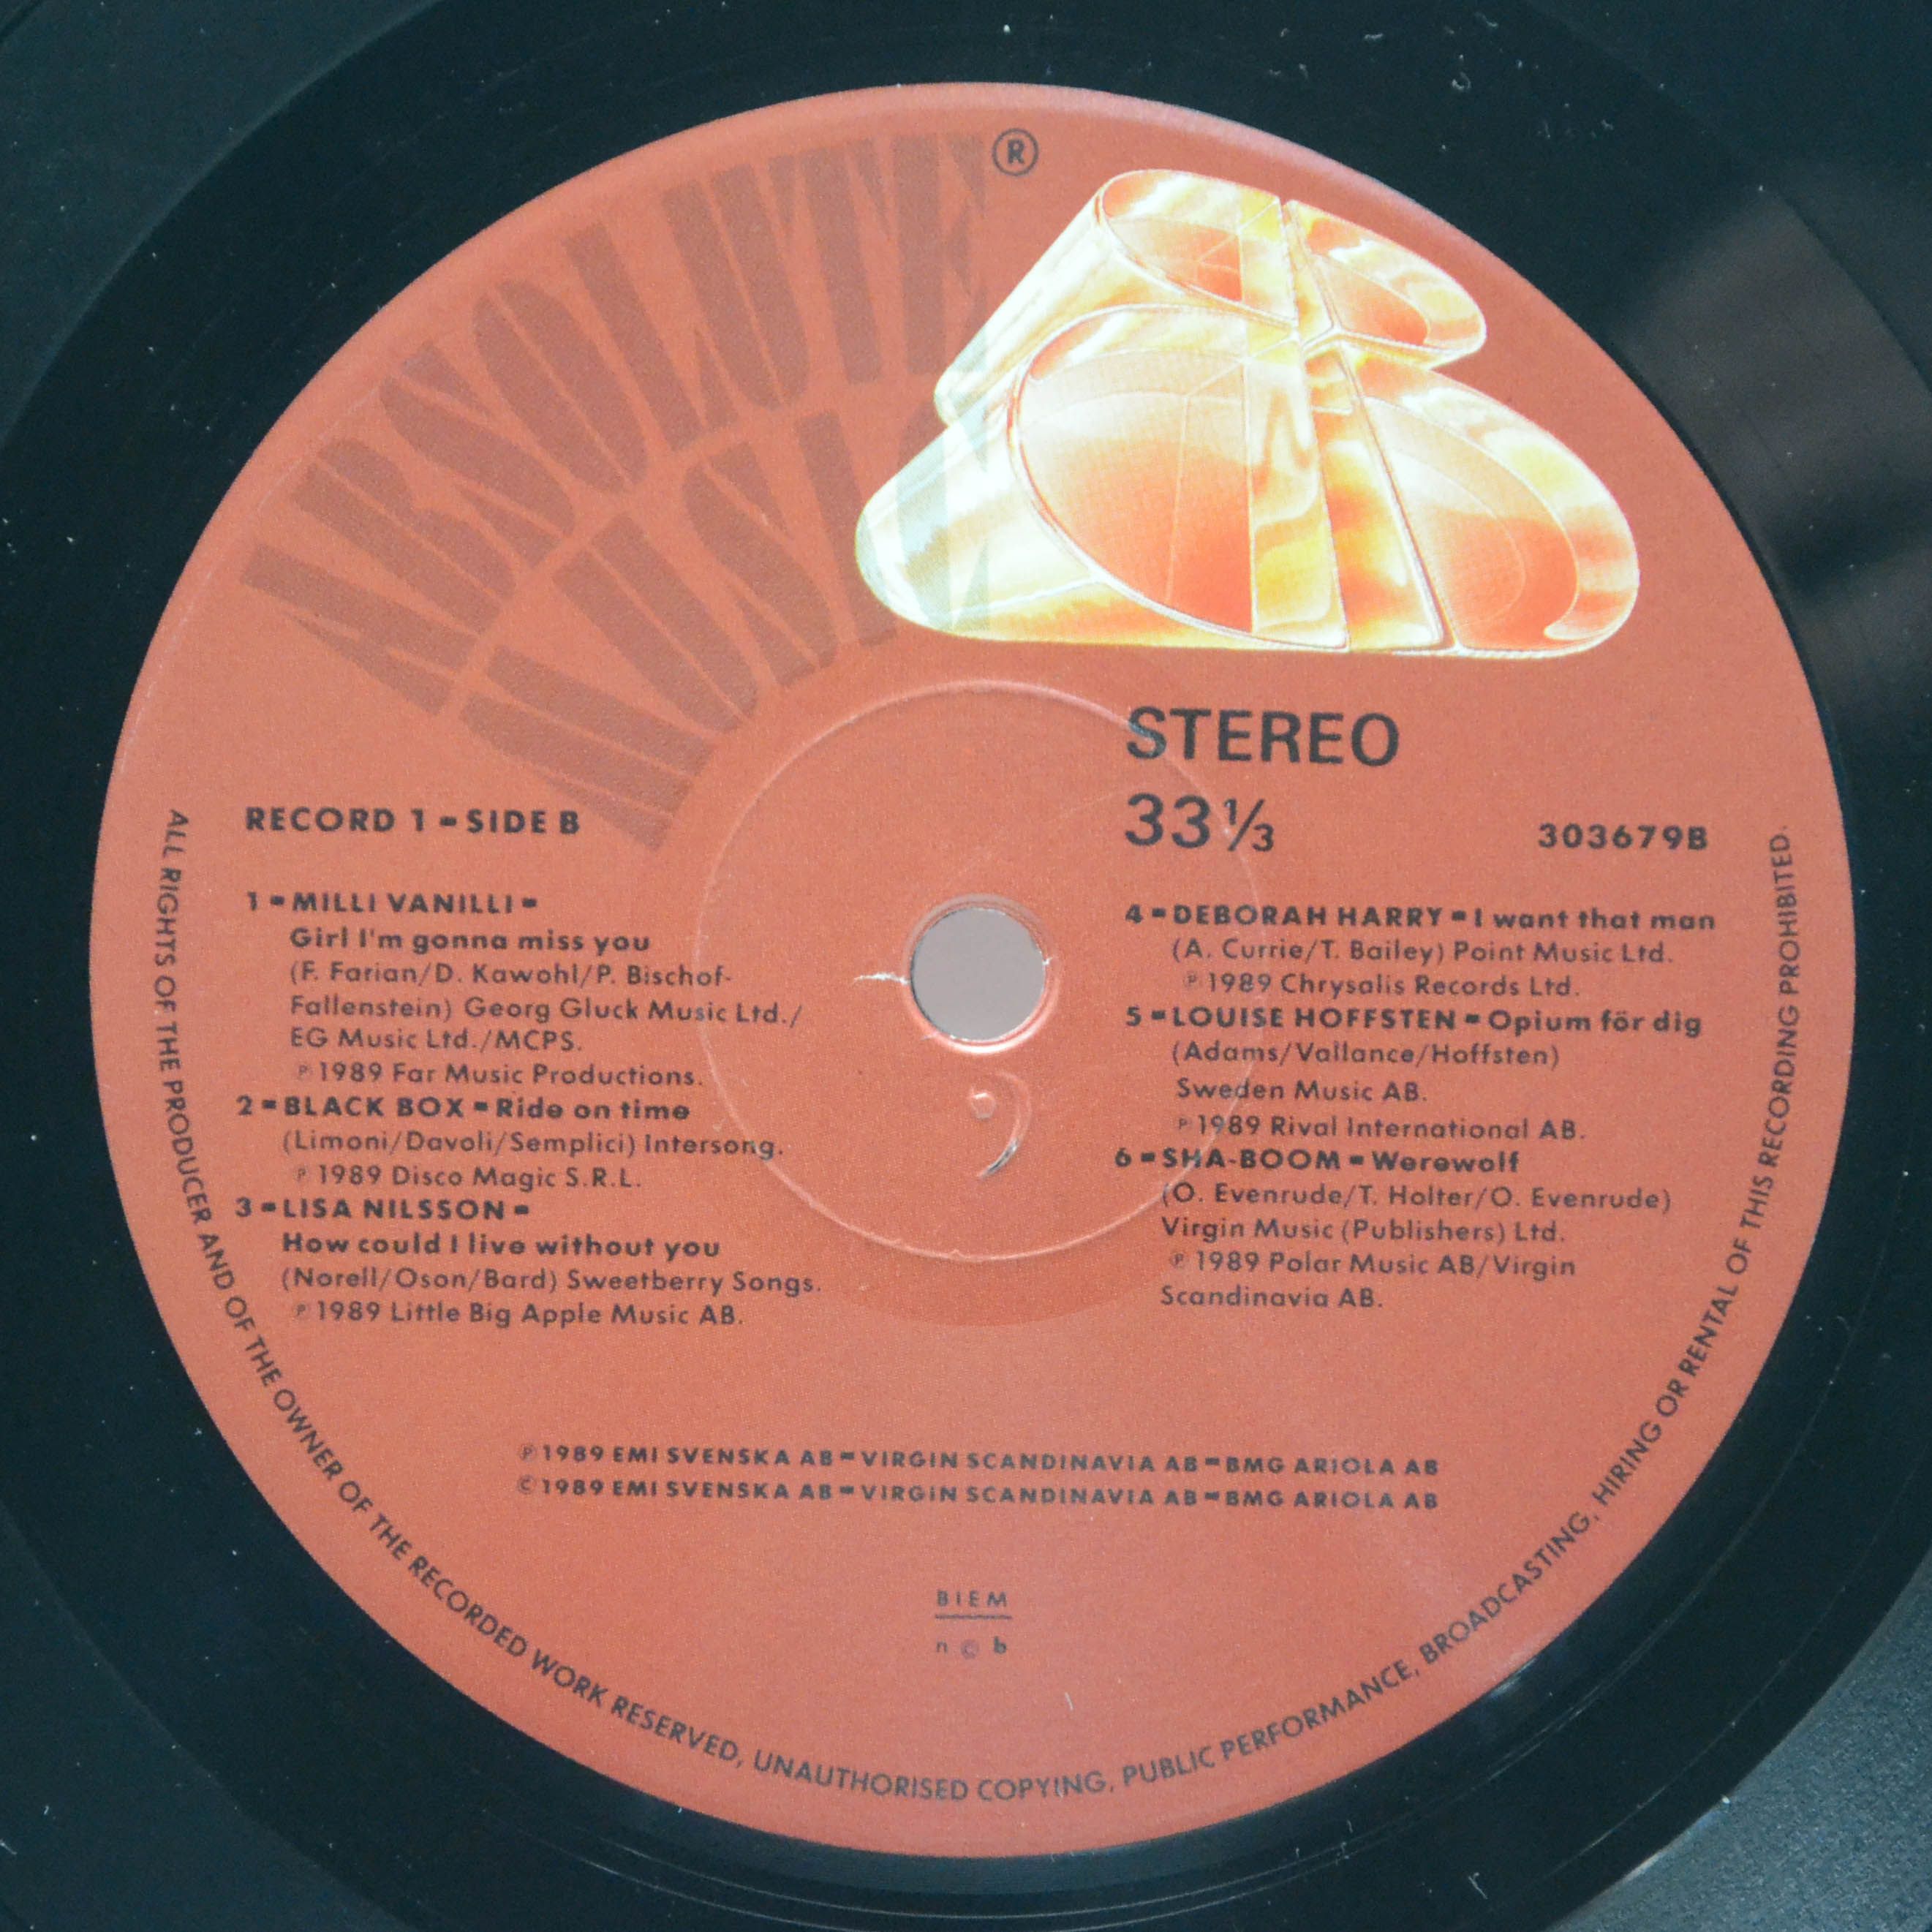 ABSOLUTE ®
MUSIC
8
STEREO
33 1/3
303679B
RECORD 1 - SIDE B
1 - MILLI VANILLI -
Girl I'm gonna miss you
(F. Farian/D. Kawohl/P. Bischof-
Fallenstein) Georg Gluck Music Ltd./
EG Music Ltd./MCPS.
℗ 1989 Far Music Productions.
2 - BLACK BOX - Ride on time
(Limoni/Davoli/Semplici) Intersong.
℗ 1989 Disco Magic S.R.L.
3 - LISA NILSSON -
How could I live without you
(Norell/Oson/Bard) Sweetberry Songs.
℗ 1989 Little Big Apple Music AB.
4 - DEBORAH HARRY - I want that man
(A. Currie/T. Bailey) Point Music Ltd.
℗ 1989 Chrysalis Records Ltd.
5 - LOUISE HOFFSTEN - Opium för dig
(Adams/Vallance/Hoffsten)
Sweden Music AB.
℗ 1989 Rival International AB.
6 - SHA-BOOM - Werewolf
(O. Evenrude/T. Holter/O. Evenrude)
Virgin Music (Publishers) Ltd.
℗ 1989 Polar Music AB/Virgin
Scandinavia AB.
℗ 1989 EMI SVENSKA AB - VIRGIN SCANDINAVIA AB - BMG ARIOLA AB
© 1989 EMI SVENSKA AB - VIRGIN SCANDINAVIA AB - BMG ARIOLA AB
BIEM
n©b
ALL RIGHTS OF THE PRODUCER AND OF THE OWNER OF THE RECORDED WORK RESERVED, UNAUTHORISED COPYING, PUBLIC PERFORMANCE, BROADCASTING, HIRING OR RENTAL OF THIS RECORDING PROHIBITED.